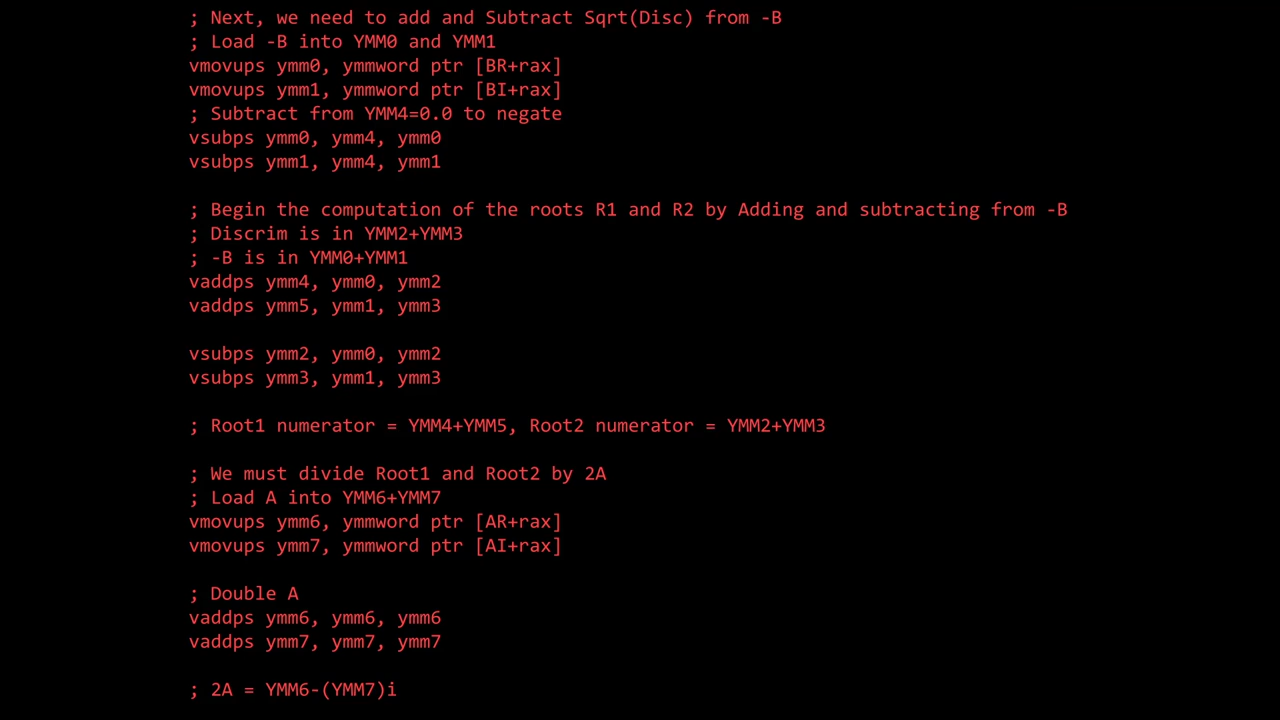 ; Next, we need to add and Subtract Sqrt(Disc) from -B
; Load -B into YMM0 and YMM1
vmovups ymm0, ymmword ptr [BR+rax]
vmovups ymm1, ymmword ptr [BI+rax]
; Subtract from YMM4=0.0 to negate
vsubps ymm0, ymm4, ymm0
vsubps ymm1, ymm4, ymm1
; Begin the computation of the roots R1 and R2 by Adding and subtracting from -B
; Discrim is in YMM2+YMM3
; -B is in YMM0+YMM1
vaddps ymm4, ymm0, ymm2
vaddps ymm5, ymm1, ymm3
vsubps ymm2, ymm0, ymm2
vsubps ymm3, ymm1, ymm3
; Root1 numerator = YMM4+YMM5, Root2 numerator = YMM2+YMM3
; We must divide Root1 and Root2 by 2A
; Load A into YMM6+YMM7
vmovups ymm6, ymmword ptr [AR+rax]
vmovups ymm7, ymmword ptr [AI+rax]
; Double A
vaddps ymm6, ymm6, ymm6
vaddps ymm7, ymm7, ymm7
; 2A = YMM6-(YMM7)i